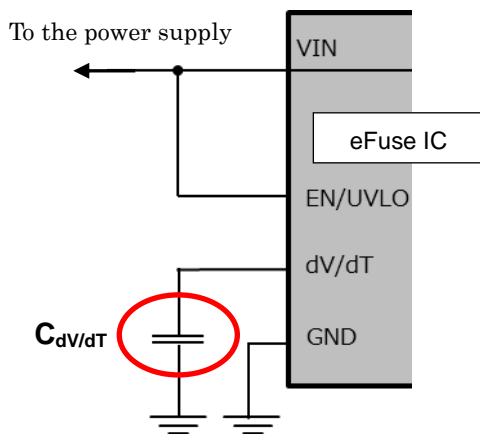 To the power supply
VIN
eFuse IC
EN/UVLO
dV/dT
CdV/dT
GND